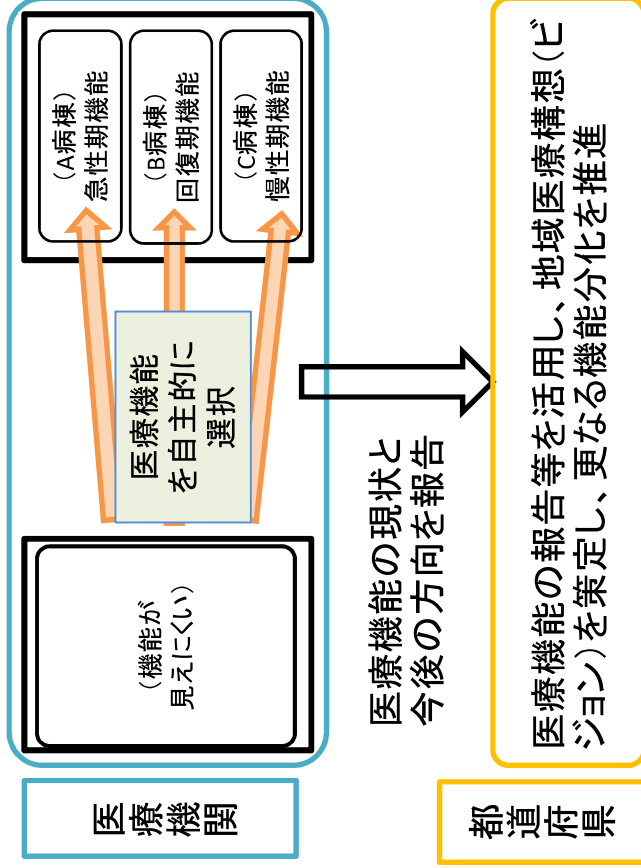 医療機関
(機能が
見えにくい)
医療機能
を自主的に
選択
(A病棟)
急性期機能
(B病棟)
回復期機能
(C病棟)
慢性期機能
医療機能の現状と
今後の方向を報告
都道府県
医療機能の報告等を活用し、地域医療構想(ビ
ジョン)を策定し、更なる機能分化を推進